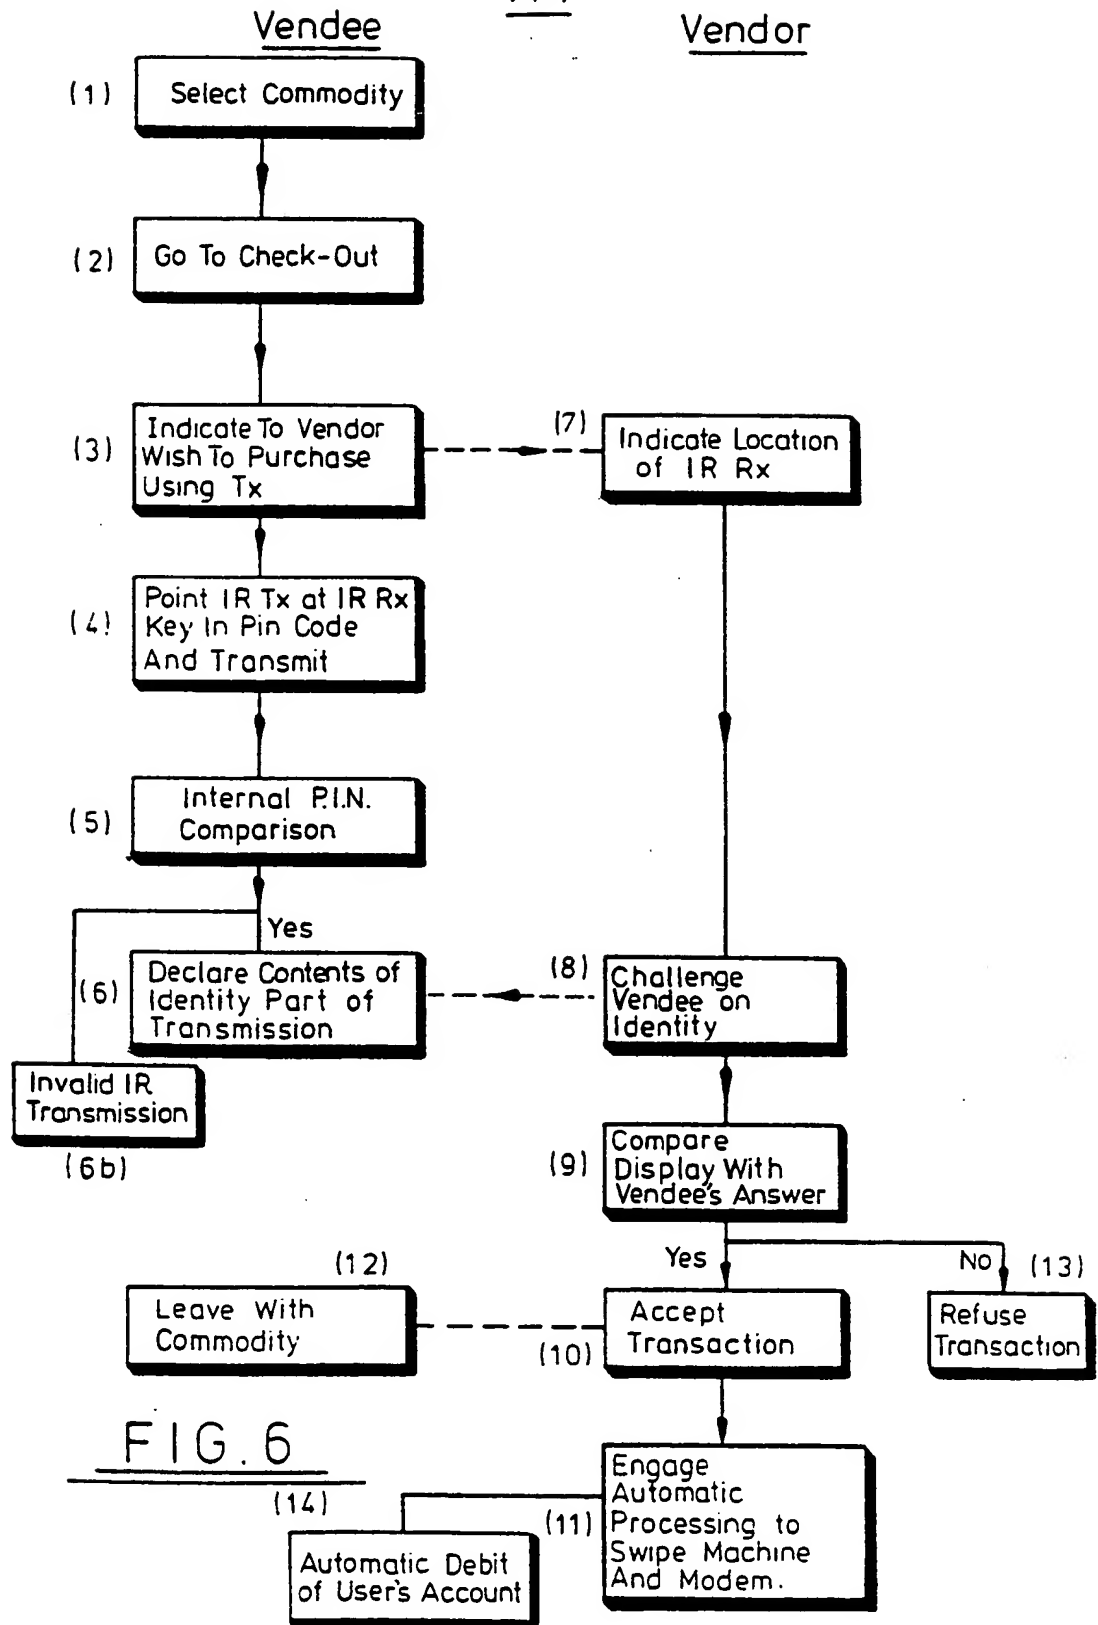 Vendee
Vendor
(1)
Select Commodity
(2)
Go To Check-Out
(3)
Indicate To Vendor
Wish To Purchase
Using Tx
(7)
Indicate Location
of IR Rx
(4)
Point IR Tx at IR Rx
Key In Pin Code
And Transmit
(5)
Internal P.I.N.
Comparison
Yes
(6)
Declare Contents of
Identity Part of
Transmission
(8)
Challenge
Vendee on
Identity
Invalid IR
Transmission
(6b)
(9)
Compare
Display With
Vendee's Answer
Yes
No
(13)
(12)
Leave With
Commodity
(10)
Accept
Transaction
Refuse
Transaction
FIG.6
(14)
Automatic Debit
of User's Account
(11)
Engage
Automatic
Processing to
Swipe Machine
And Modem.